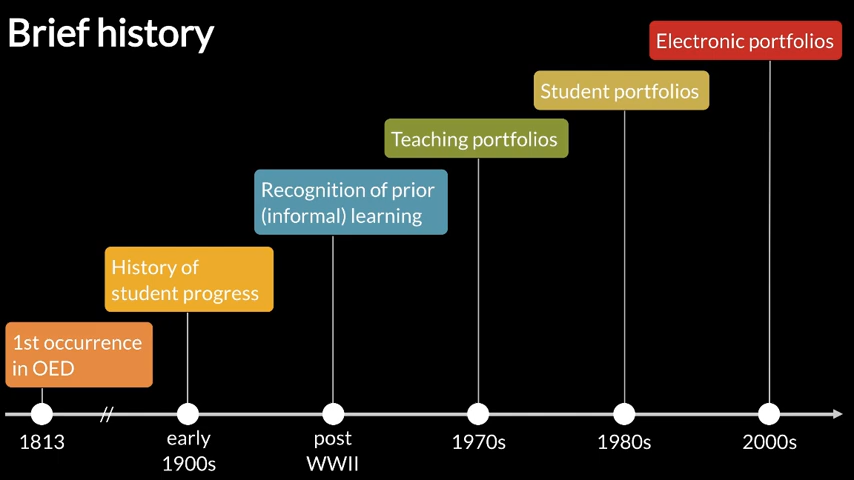 Brief history
Electronic portfolios
Student portfolios
Teaching portfolios
Recognition of prior
(informal) learning
History of
student progress
1st occurrence
in OED
1813
early
1900s
post
WWII
1970s
1980s
2000s